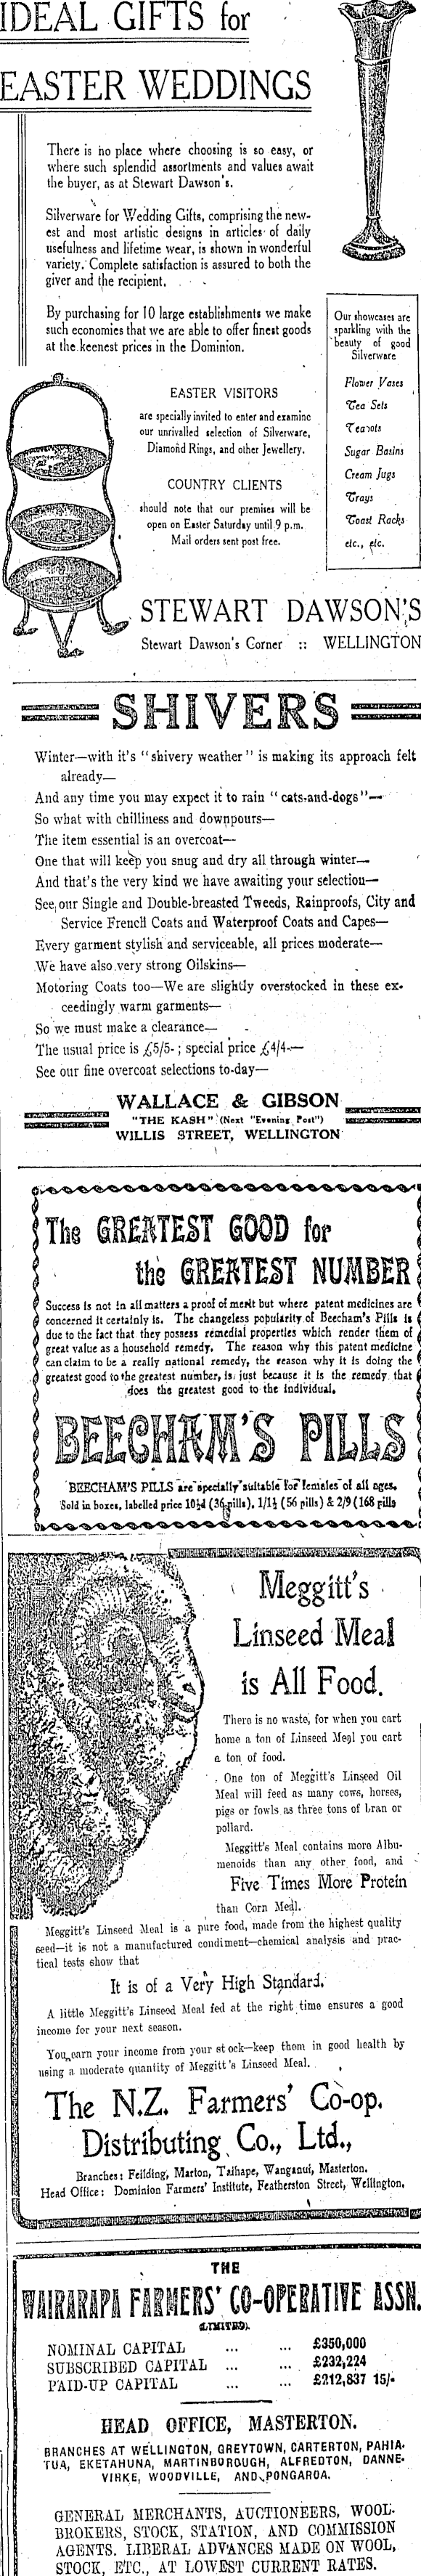 IDEAL GIFTS for
EASTER WEDDINGS
There is no place where choosing is so easy, or
where such splendid assortments and values await
the buyer, as at Stewart Dawson's.
Silverware for Wedding Gifts, comprising the new-
est and most artistic designs in articles of daily
usefulness and lifetime wear, is shown in wonderful
variety. Complete satisfaction is assured to both the
giver and the recipient.
By purchasing for 10 large establishments we make
such economies that we are able to offer finest goods
at the keenest prices in the Dominion.
Our showcases are
sparkling with the
beauty of good
Silverware
Flower Vases
Tea Sets
Teapots
Sugar Basins
Cream Jugs
Trays
Toast Racks
etc., etc.
EASTER VISITORS
are specially invited to enter and examine
our unrivalled selection of Silverware,
Diamond Rings, and other Jewellery.
COUNTRY CLIENTS
should note that our premises will be
open on Easter Saturday until 9 p.m.
Mail orders sent post free.
STEWART DAWSON'S
Stewart Dawson's Corner :: WELLINGTON
SHIVERS
Winter—with it's "shivery weather" is making its approach felt
already—
And any time you may expect it to rain "cats-and-dogs"—
So what with chilliness and downpours—
The item essential is an overcoat—
One that will keep you snug and dry all through winter—
And that's the very kind we have awaiting your selection—
See our Single and Double-breasted Tweeds, Rainproofs, City and
Service French Coats and Waterproof Coats and Capes—
Every garment stylish and serviceable, all prices moderate—
We have also very strong Oilskins—
Motoring Coats too—We are slightly overstocked in these ex-
ceedingly warm garments—
So we must make a clearance—
The usual price is £5/5-; special price £4/4-—
See our fine overcoat selections to-day—
WALLACE & GIBSON
"THE KASH" (Next "Evening Post")
WILLIS STREET, WELLINGTON
The GREATEST GOOD for
the GREATEST NUMBER
Success is not in all matters a proof of merit but where patent medicines are
concerned it certainly is. The changeless popularity of Beecham's Pills is
due to the fact that they possess remedial properties which render them of
great value as a household remedy. The reason why this patent medicine
can claim to be a really national remedy, the reason why it is doing the
greatest good to the greatest number, is just because it is the remedy that
does the greatest good to the individual.
BEECHAM'S PILLS
BEECHAM'S PILLS are specially suitable for females of all ages.
Sold in boxes, labelled price 10½d (36 pills), 1/1½ (56 pills) & 2/9 (168 pills
Meggitt's
Linseed Meal
is All Food.
There is no waste, for when you cart
home a ton of Linseed Meal you cart
a ton of food.
One ton of Meggitt's Linseed Oil
Meal will feed as many cows, horses,
pigs or fowls as three tons of bran or
pollard.
Meggitt's Meal contains more Albu-
menoids than any other food, and
Five Times More Protein
than Corn Meal.
Meggitt's Linseed Meal is a pure food, made from the highest quality
seed—it is not a manufactured condiment—chemical analysis and prac-
tical tests show that
It is of a Very High Standard.
A little Meggitt's Linseed Meal fed at the right time ensures a good
income for your next season.
You earn your income from your stock—keep them in good health by
using a moderate quantity of Meggitt's Linseed Meal.
The N.Z. Farmers' Co-op.
Distributing Co., Ltd.,
Branches: Feilding, Marton, Taihape, Wanganui, Masterton.
Head Office: Dominion Farmers' Institute, Featherston Street, Wellington.
THE
WAIRARAPA FARMERS' CO-OPERATIVE ASSN.
(LIMITED).
NOMINAL CAPITAL ... ... £350,000
SUBSCRIBED CAPITAL ... ... £232,224
PAID-UP CAPITAL ... ... £212,837 15/-
HEAD OFFICE, MASTERTON.
BRANCHES AT WELLINGTON, GREYTOWN, CARTERTON, PAHIA-
TUA, EKETAHUNA, MARTINBOROUGH, ALFREDTON, DANNE-
VIRKE, WOODVILLE, AND PONGAROA.
GENERAL MERCHANTS, AUCTIONEERS, WOOL-
BROKERS, STOCK, STATION, AND COMMISSION
AGENTS. LIBERAL ADVANCES MADE ON WOOL,
STOCK, ETC., AT LOWEST CURRENT RATES.